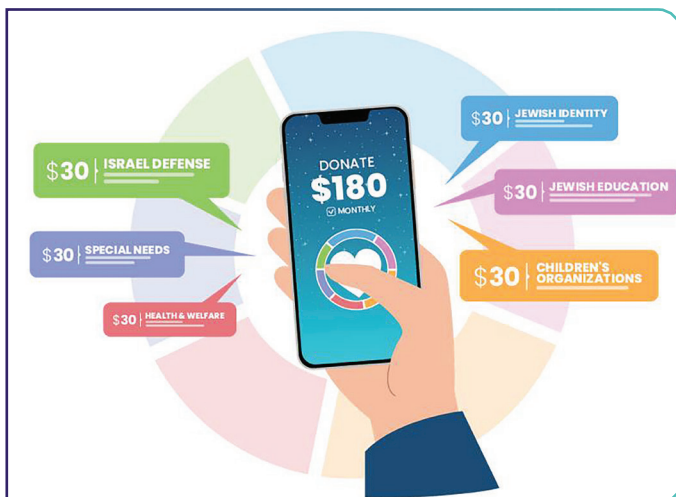 DONATE
$180
MONTHLY
$30 ISRAEL DEFENSE
$30 SPECIAL NEEDS
$30 HEALTH & WELFARE
$30 JEWISH IDENTITY
$30 JEWISH EDUCATION
$30 CHILDREN'S
ORGANIZATIONS